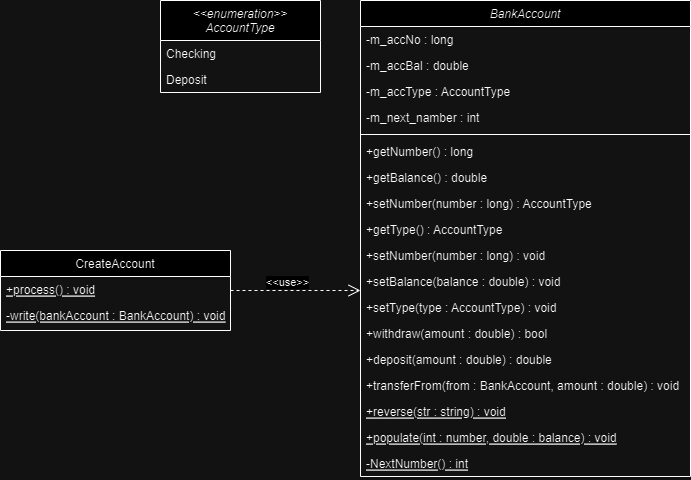 <<enumeration>>
AccountType
Checking
Deposit
BankAccount
-m_accNo : long
-m_accBal : double
-m_accType : AccountType
-m_next_namber : int
+getNumber() : long
+getBalance() : double
+setNumber(number : long) : AccountType
+getType() : AccountType
+setNumber(number : long) : void
+setBalance(balance : double) : void
+setType(type : AccountType) : void
+withdraw(amount : double) : bool
+deposit(amount : double) : double
+transferFrom(from : BankAccount, amount : double) : void
+reverse(str : string) : void
+populate(int : number, double : balance) : void
-NextNumber() : int
CreateAccount
+process() : void
-write(bankAccount : BankAccount) : void
<<use>>